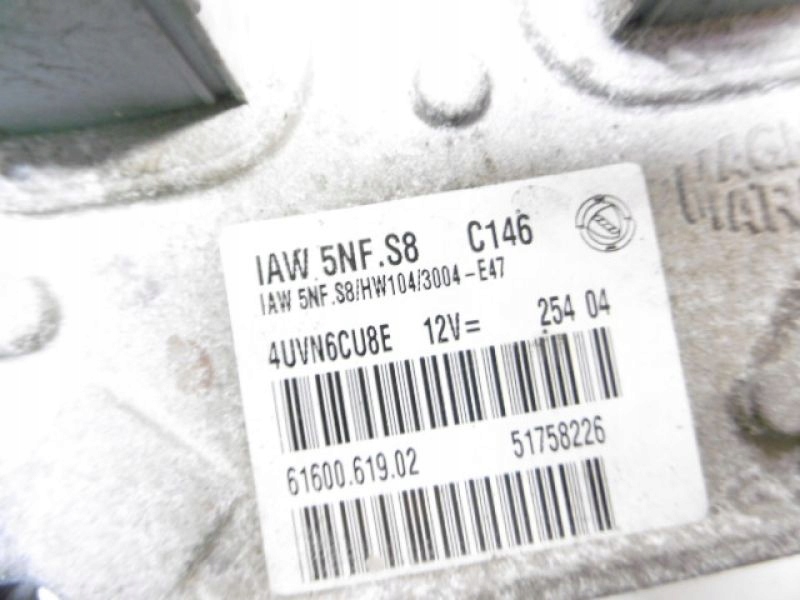 IAW 5NF.S8 C146
IAW 5NF.S8/HW104/3004-E47
4UVN6CU8E 12V= 254 04
61600.619.02 51758226